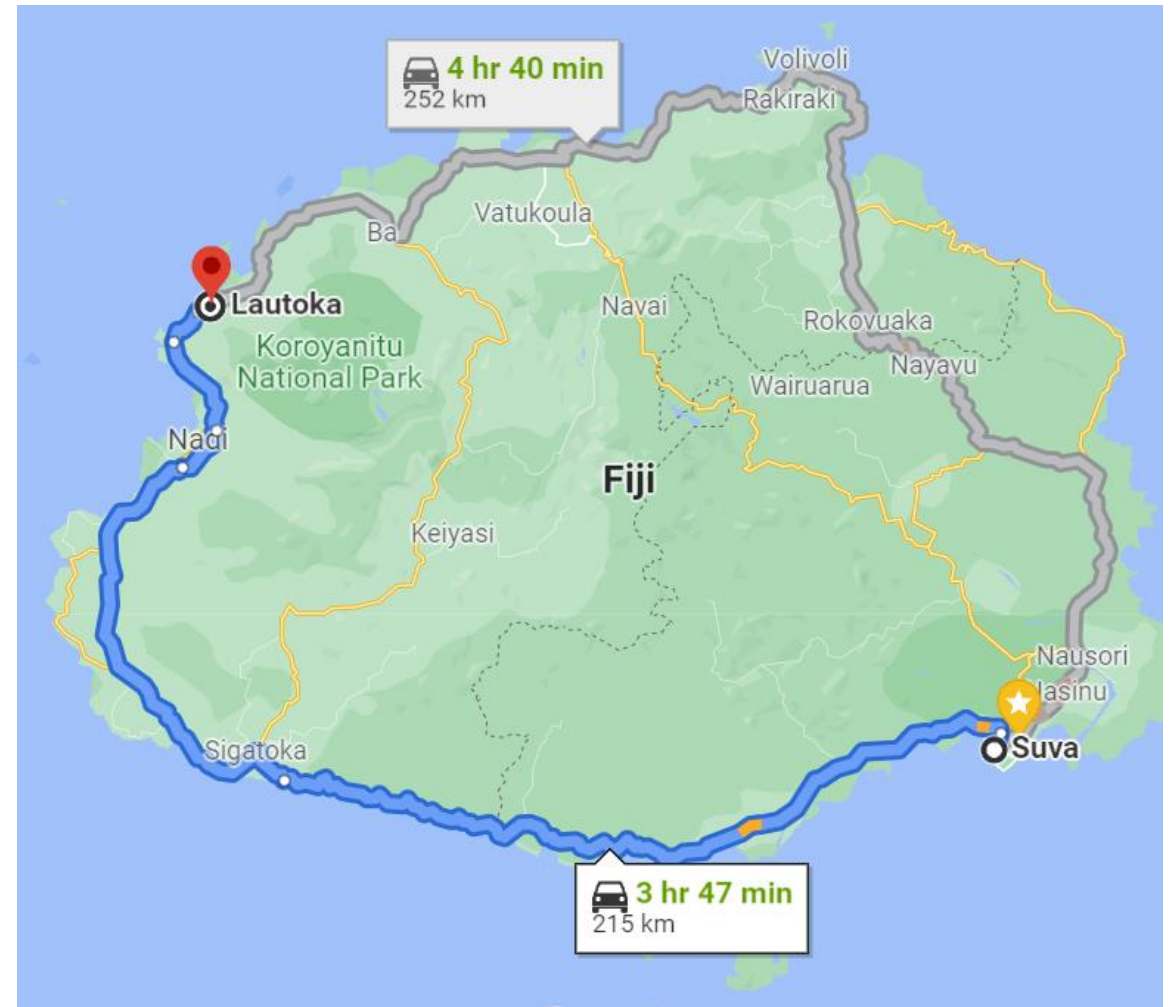 Volivoli
4 hr 40 min
252 km
Rakiraki
Vatukoula
Ba
Lautoka
Navai
Rokovuaka
Koroyanitu
National Park
Nayavu
Wairuarua
Nadi
Fiji
Keiyasi
Nausori
lasinu
Suva
Sigatoka
3 hr 47 min
215 km